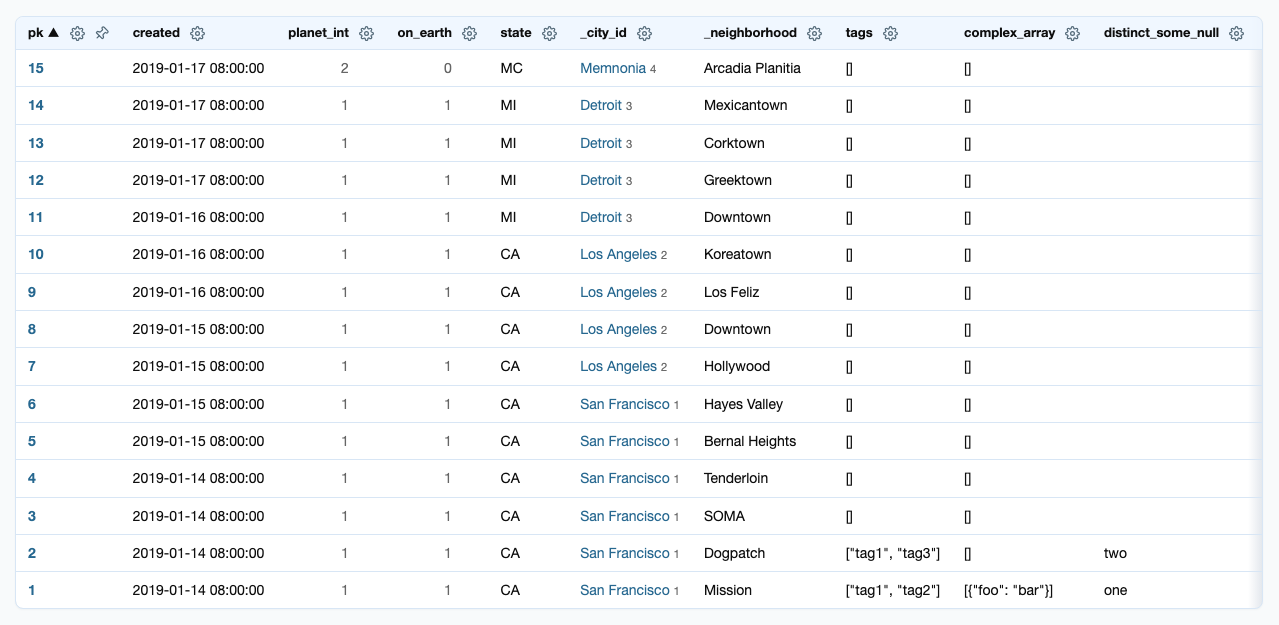 pk ▲ created planet_int on_earth state _city_id _neighborhood tags complex_array distinct_some_null
15 2019-01-17 08:00:00 2 0 MC Memnonia 4 Arcadia Planitia [] []
14 2019-01-17 08:00:00 1 1 MI Detroit 3 Mexicantown [] []
13 2019-01-17 08:00:00 1 1 MI Detroit 3 Corktown [] []
12 2019-01-17 08:00:00 1 1 MI Detroit 3 Greektown [] []
11 2019-01-16 08:00:00 1 1 MI Detroit 3 Downtown [] []
10 2019-01-16 08:00:00 1 1 CA Los Angeles 2 Koreatown [] []
9 2019-01-16 08:00:00 1 1 CA Los Angeles 2 Los Feliz [] []
8 2019-01-15 08:00:00 1 1 CA Los Angeles 2 Downtown [] []
7 2019-01-15 08:00:00 1 1 CA Los Angeles 2 Hollywood [] []
6 2019-01-15 08:00:00 1 1 CA San Francisco 1 Hayes Valley [] []
5 2019-01-15 08:00:00 1 1 CA San Francisco 1 Bernal Heights [] []
4 2019-01-14 08:00:00 1 1 CA San Francisco 1 Tenderloin [] []
3 2019-01-14 08:00:00 1 1 CA San Francisco 1 SOMA [] []
2 2019-01-14 08:00:00 1 1 CA San Francisco 1 Dogpatch ["tag1", "tag3"] [] two
1 2019-01-14 08:00:00 1 1 CA San Francisco 1 Mission ["tag1", "tag2"] [{"foo": "bar"}] one